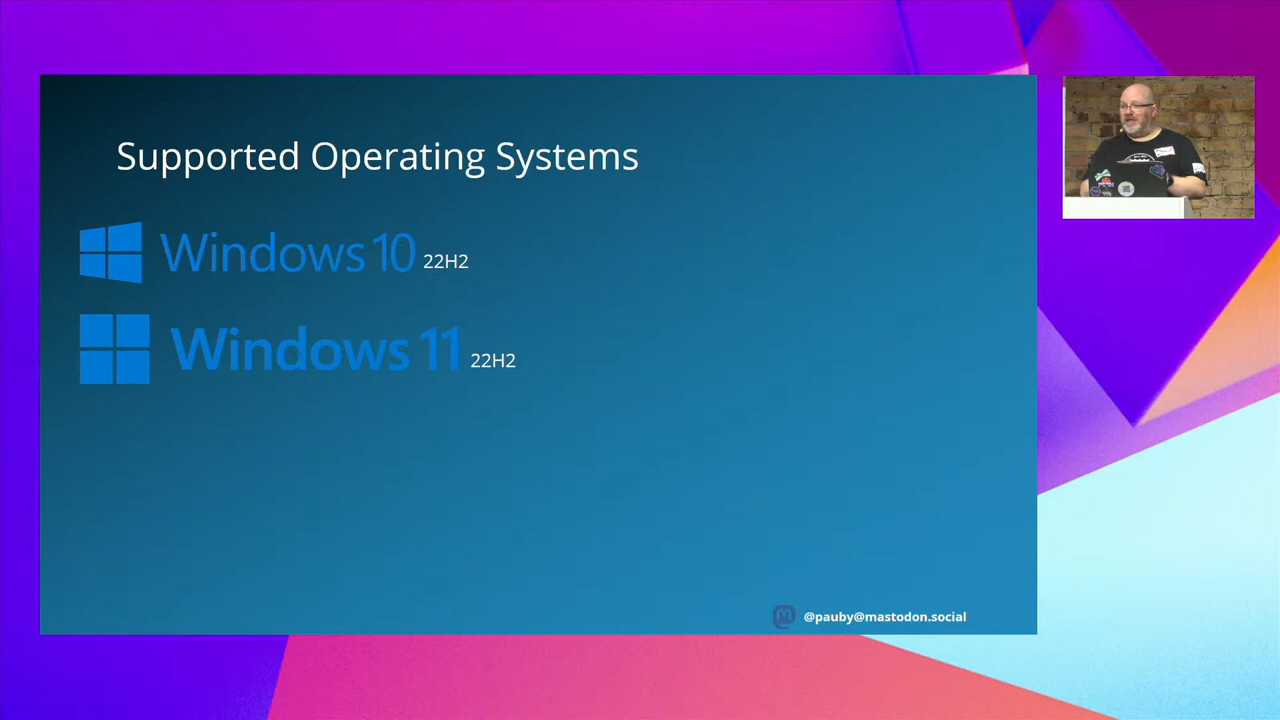 Supported Operating Systems
Windows 10 22H2
Windows 11 22H2
@pauby@mastodon.social